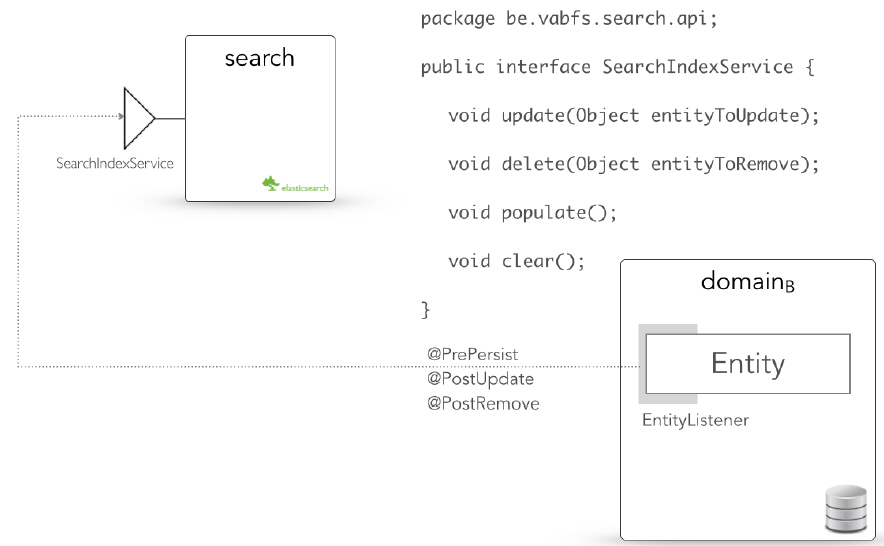 search
SearchIndexService
elasticsearch
package be.vabfs.search.api;
public interface SearchIndexService {
void update(Object entityToUpdate);
void delete(Object entityToRemove);
void populate();
void clear();
}
@PrePersist
@PostUpdate
@PostRemove
domainB
Entity
EntityListener